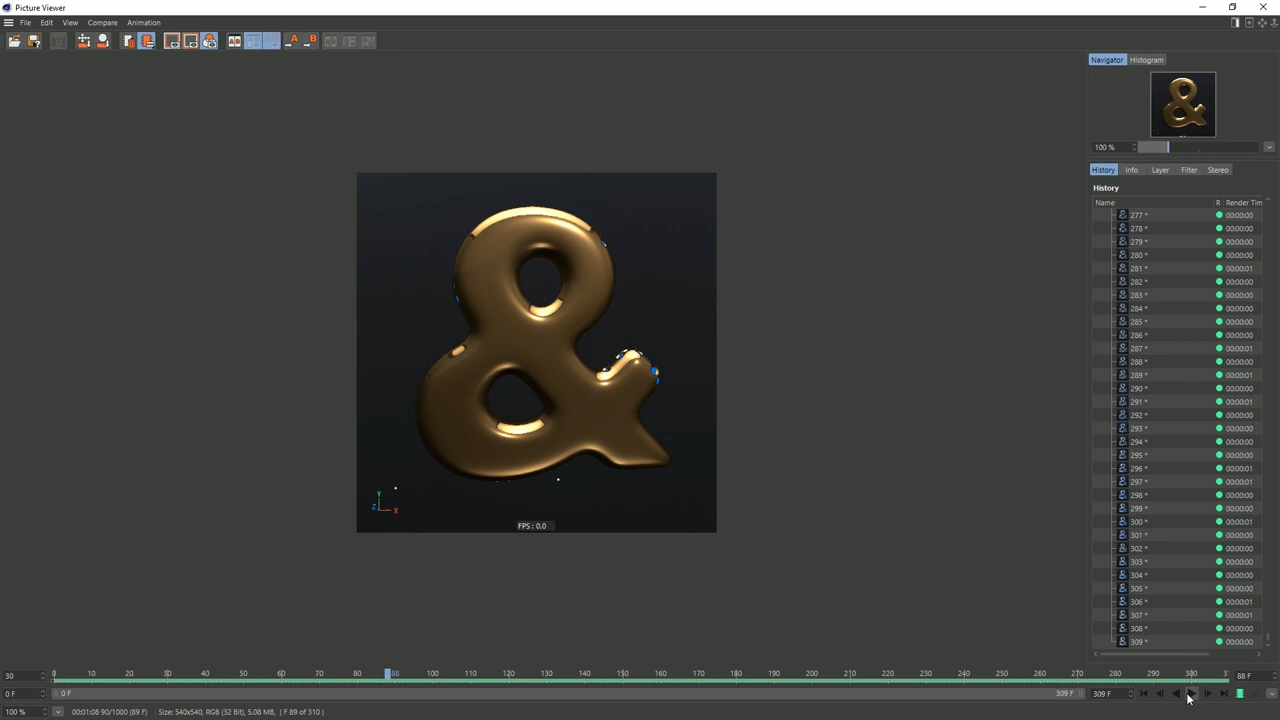 Picture Viewer
File Edit View Compare Animation
A B
Navigator Histogram
&
100 %
History Info Layer Filter Stereo
History
Name R Render Tim
277 * 00:00:00
278 * 00:00:00
279 * 00:00:00
280 * 00:00:00
281 * 00:00:01
282 * 00:00:00
283 * 00:00:00
284 * 00:00:00
285 * 00:00:00
286 * 00:00:00
287 * 00:00:01
288 * 00:00:00
289 * 00:00:01
290 * 00:00:00
291 * 00:00:01
292 * 00:00:00
293 * 00:00:00
294 * 00:00:00
295 * 00:00:00
296 * 00:00:01
297 * 00:00:01
298 * 00:00:00
299 * 00:00:00
300 * 00:00:01
301 * 00:00:00
302 * 00:00:00
303 * 00:00:00
304 * 00:00:00
305 * 00:00:00
306 * 00:00:01
307 * 00:00:01
308 * 00:00:00
309 * 00:00:00
&
Y
Z X
FPS : 0.0
30 0 10 20 30 40 50 60 70 80 88 100 110 120 130 140 150 160 170 180 190 200 210 220 230 240 250 260 270 280 290 300 3 88 F
0 F 0 F 309 F 309 F
100 % 00:01:08 90/1000 (89 F) Size: 540x540, RGB (32 Bit), 5.08 MB, ( F 89 of 310 )